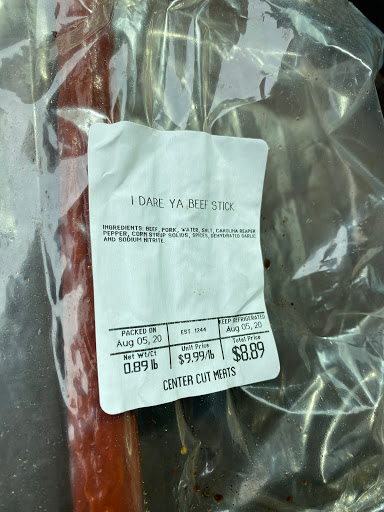 I DARE YA BEEF STICK
INGREDIENTS: BEEF, PORK, WATER, SALT, CAROLINA REAPER
PEPPER, CORN SYRUP SOLIDS, SPICES, DEHYDRATED GARLIC
AND SODIUM NITRITE
PACKED ON EST 1244 KEEP REFRIGERATED
Aug 05, 20 Aug 05, 20
Net Wt/Ct Unit Price Total Price
0.89 lb $9.99/lb $8.89
CENTER CUT MEATS